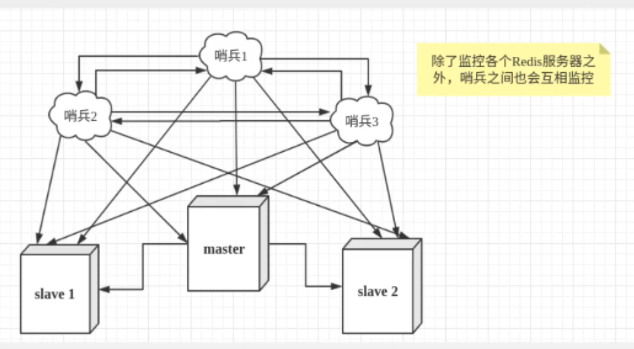 哨兵1
除了监控各个Redis服务器之
外，哨兵之间也会互相监控
哨兵2
哨兵3
master
slave 1
slave 2